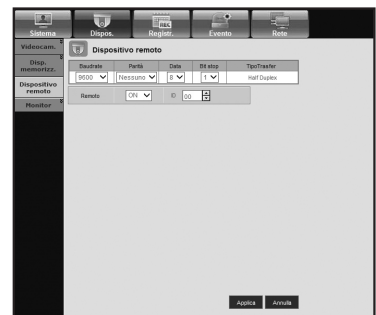 Sistema Dispos. Registr. Evento Rete
Videocam.
Disp. memorizz.
Dispositivo remoto
Monitor
Dispositivo remoto
Baudrate Parità Data Bit stop TipoTrasfer
9600 Nessuno 8 1 Half Duplex
Remoto ON ID 00
Applica Annulla